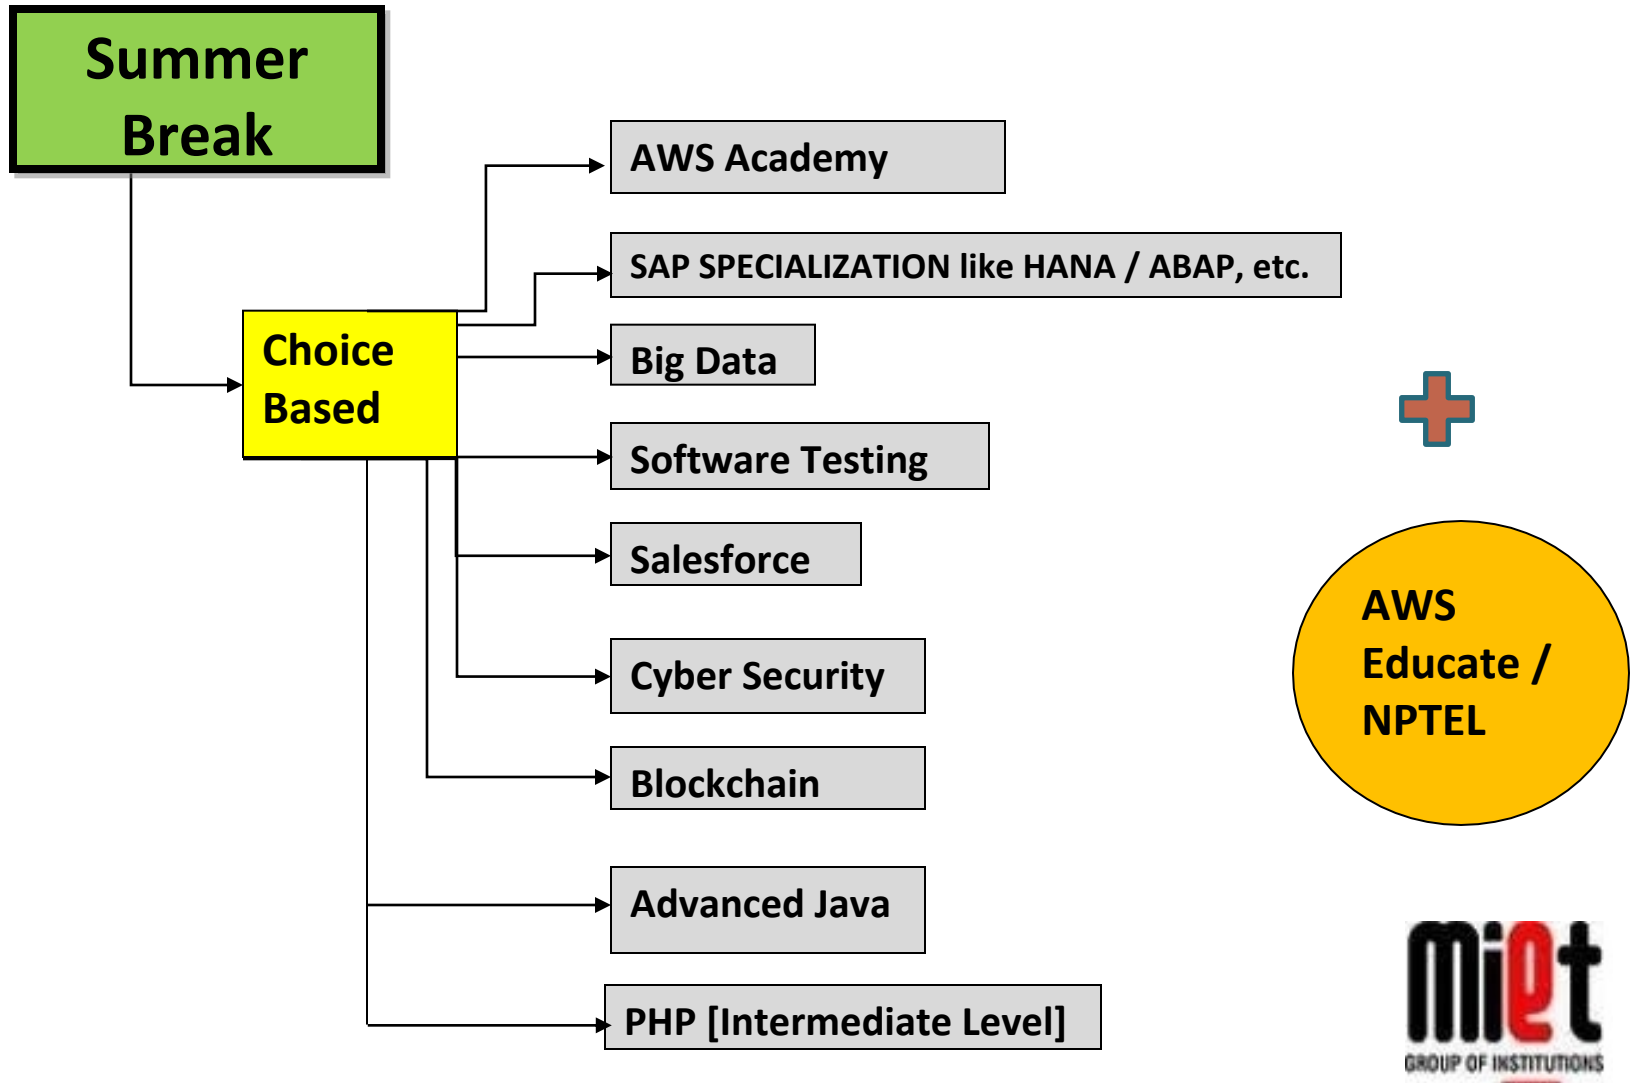 Summer
Break
AWS Academy
SAP SPECIALIZATION like HANA / ABAP, etc.
Choice
Based
Big Data
Software Testing
Salesforce
Cyber Security
Blockchain
Advanced Java
PHP [Intermediate Level]
AWS
Educate /
NPTEL
miet
GROUP OF INSTITUTIONS